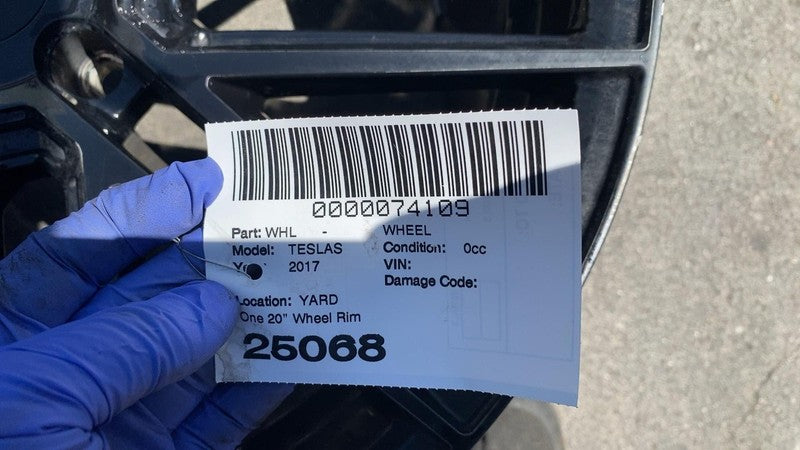 0000074109
Part: WHL - WHEEL
Model: TESLAS Condition: 0cc
2017 VIN:
Damage Code:
Location: YARD
One 20" Wheel Rim
25068